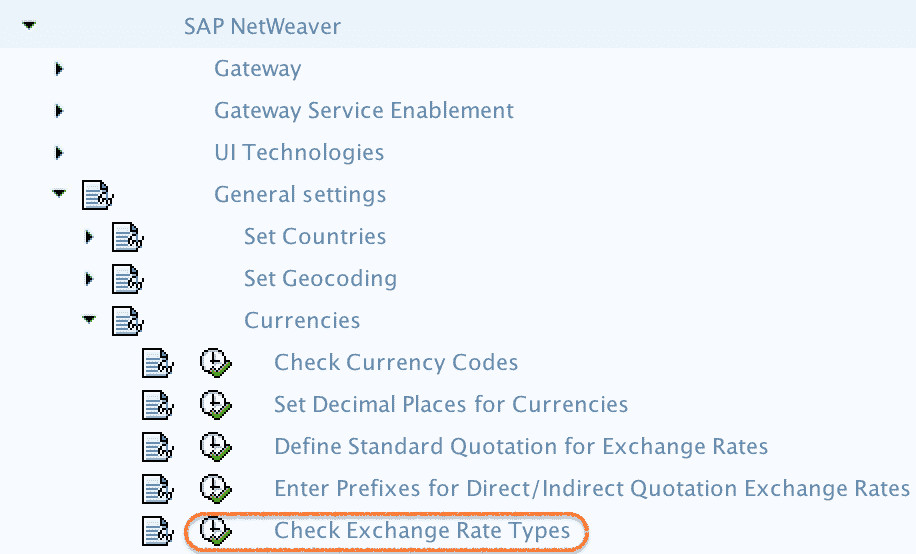 SAP NetWeaver
Gateway
Gateway Service Enablement
UI Technologies
General settings
Set Countries
Set Geocoding
Currencies
Check Currency Codes
Set Decimal Places for Currencies
Define Standard Quotation for Exchange Rates
Enter Prefixes for Direct/Indirect Quotation Exchange Rates
Check Exchange Rate Types